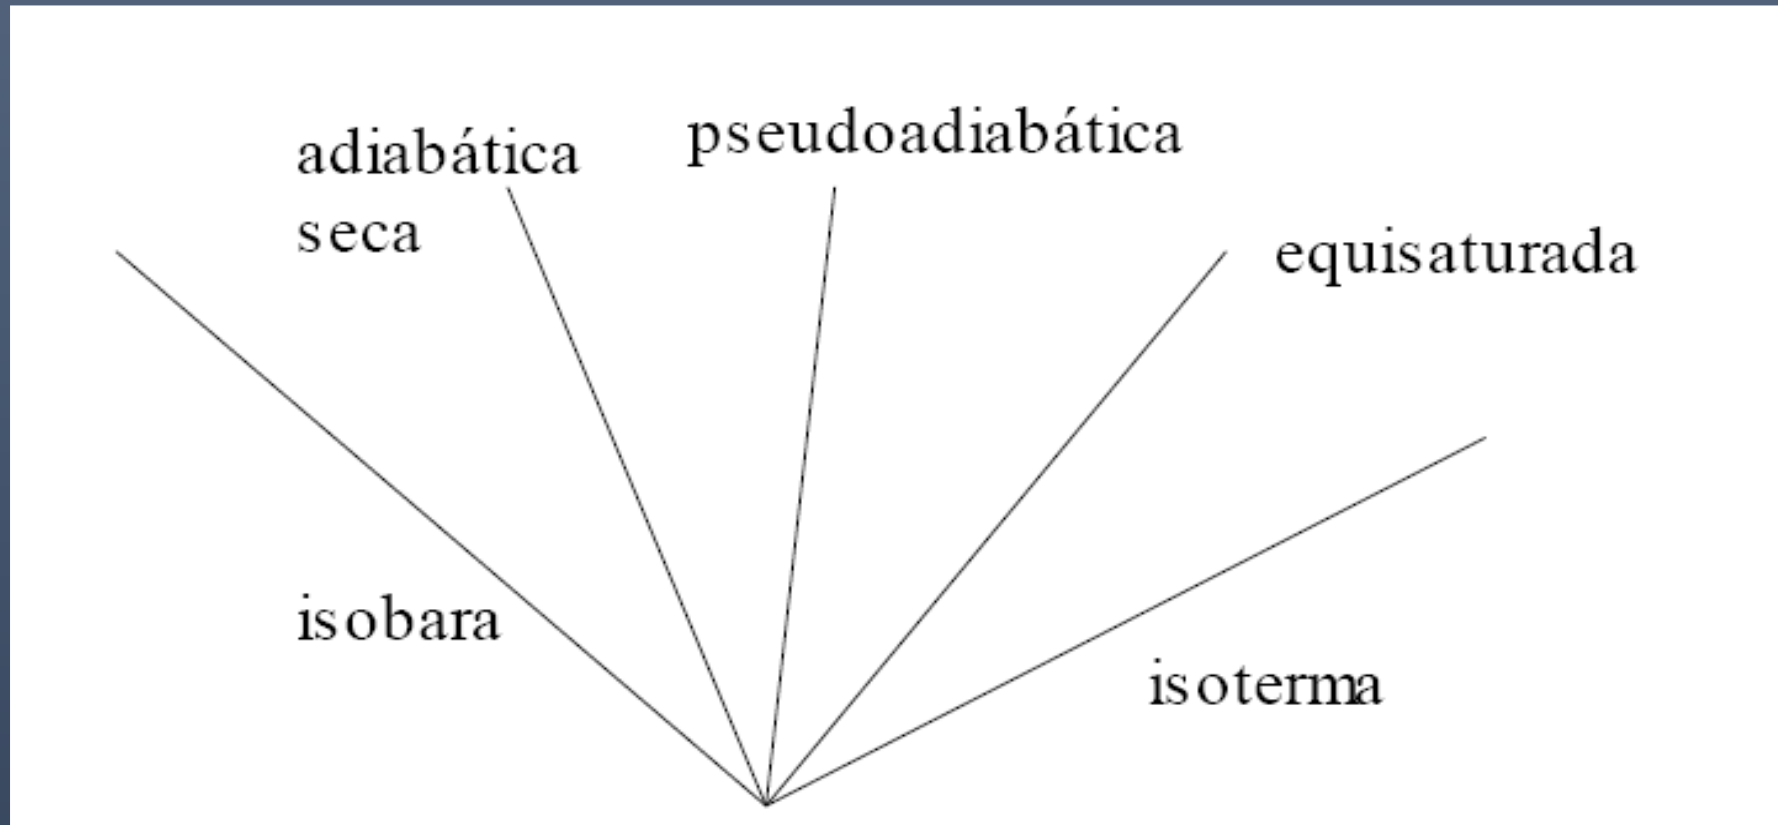 adiabática
seca
pseudoadiabática
equisaturada
isobara
isoterma